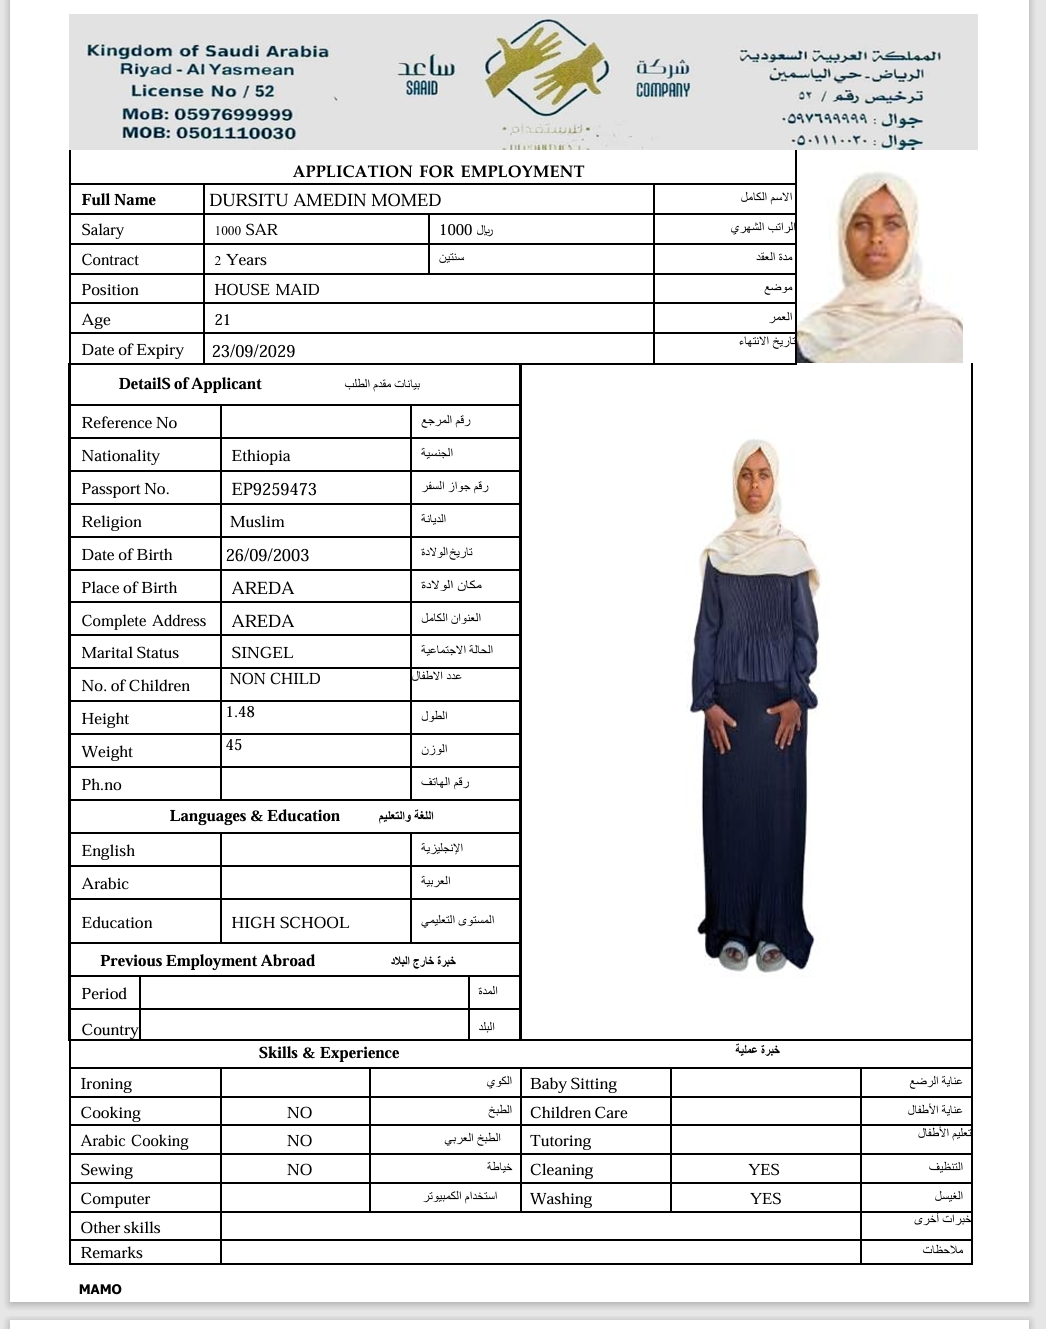 Kingdom of Saudi Arabia
Riyad - Al Yasmean
License No / 52
MoB: 0597699999
MOB: 0501110030
ساعد
SAAID
شركة
COMPANY
للاستقدام
المملكة العربية السعودية
الرياض - حي الياسمين
ترخيص رقم / ٥٢
جوال : ٠٥٩٧٦٩٩٩٩٩
جوال : ٠٥٠١١١٠٠٣٠
APPLICATION FOR EMPLOYMENT
Full Name DURSITU AMEDIN MOMED الاسم الكامل
Salary 1000 SAR 1000 ريال الراتب الشهري
Contract 2 Years سنتين مدة العقد
Position HOUSE MAID موضع
Age 21 العمر
Date of Expiry 23/09/2029 تاريخ الانتهاء
DetailS of Applicant بيانات مقدم الطلب
Reference No رقم المرجع
Nationality Ethiopia الجنسية
Passport No. EP9259473 رقم جواز السفر
Religion Muslim الديانة
Date of Birth 26/09/2003 تاريخ الولادة
Place of Birth AREDA مكان الولادة
Complete Address AREDA العنوان الكامل
Marital Status SINGEL الحالة الاجتماعية
No. of Children NON CHILD عدد الاطفال
Height 1.48 الطول
Weight 45 الوزن
Ph.no رقم الهاتف
Languages & Education اللغة والتعليم
English الإنجليزية
Arabic العربية
Education HIGH SCHOOL المستوى التعليمي
Previous Employment Abroad خبرة خارج البلاد
Period المدة
Country البلد
Skills & Experience خبرة عملية
Ironing الكوي Baby Sitting عناية الرضع
Cooking NO الطبخ Children Care عناية الأطفال
Arabic Cooking NO الطبخ العربي Tutoring تعليم الأطفال
Sewing NO خياطة Cleaning YES التنظيف
Computer استخدام الكمبيوتر Washing YES الغيسل
Other skills خبرات أخرى
Remarks ملاحظات
MAMO